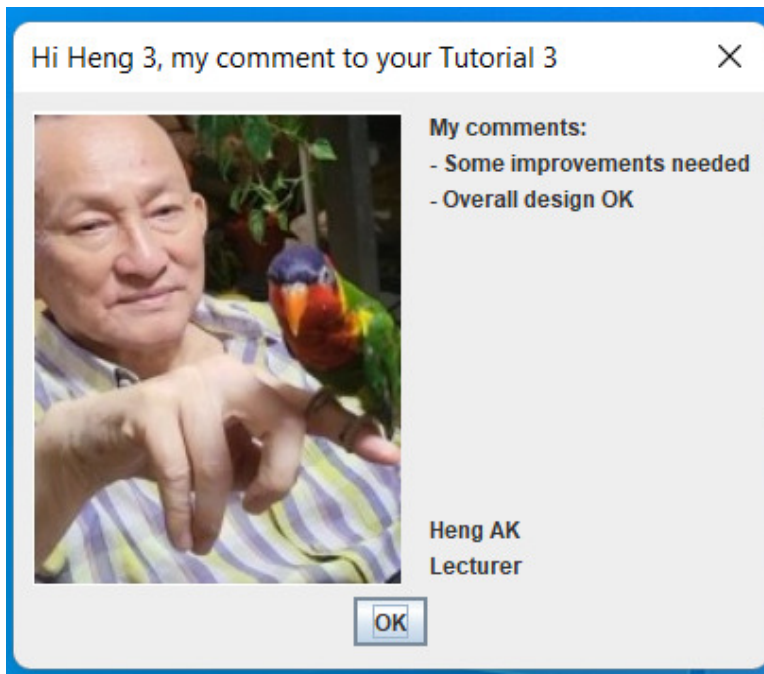 Hi Heng 3, my comment to your Tutorial 3
My comments:
- Some improvements needed
- Overall design OK
Heng AK
Lecturer
OK